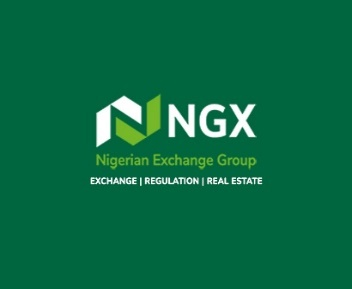 NGX
Nigerian Exchange Group
EXCHANGE | REGULATION | REAL ESTATE